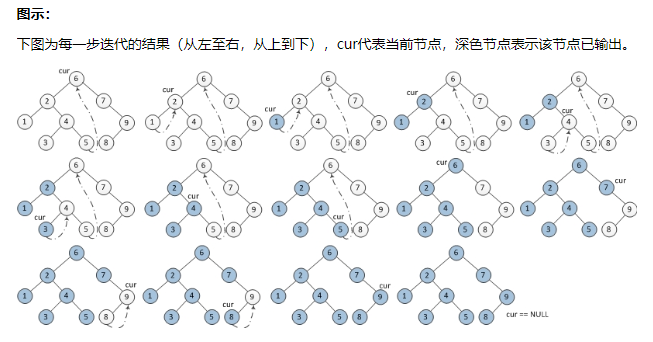 图示：
下图为每一步迭代的结果（从左至右，从上到下），cur代表当前节点，深色节点表示该节点已输出。
cur 6 6 6 6 6
2 7 cur 2 7 2 7 cur 2 7 2 7
1 4 9 1 4 9 cur 1 4 9 1 4 9 1 cur 4 9
3 5 8 3 5 8 3 5 8 3 5 8 3 5 8
6 6 6 cur 6 6
2 7 2 7 2 7 2 7 2 7 cur
1 4 9 1 cur 4 9 1 4 9 1 4 9 1 4 9
cur 3 5 8 3 5 8 3 cur 5 8 3 5 8 3 5 8
6 6 6 6
2 7 2 7 2 7 2 7
1 4 cur 9 1 4 9 1 4 cur 9 1 4 9
3 5 8 3 5 cur 8 3 5 8 3 5 8 cur == NULL